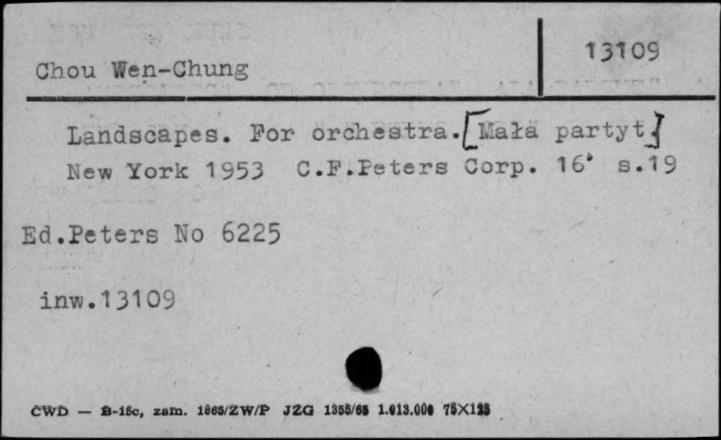 13109
Chou Wen-Chung
Landscapes. For orchestra.[Mała partyt]
New York 1953 C.F.Peters Corp. 16° s.19
Ed.Peters No 6225
inw.13109
CWD — B-15c, zam. 1865/ZW/P JZG 1355/65 1.013.000 75X125